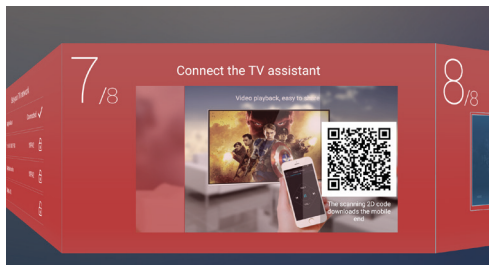 7/8
Connect the TV assistant
Video playback, easy to share
The scanning 2D code
downloads the mobile
end
8/8